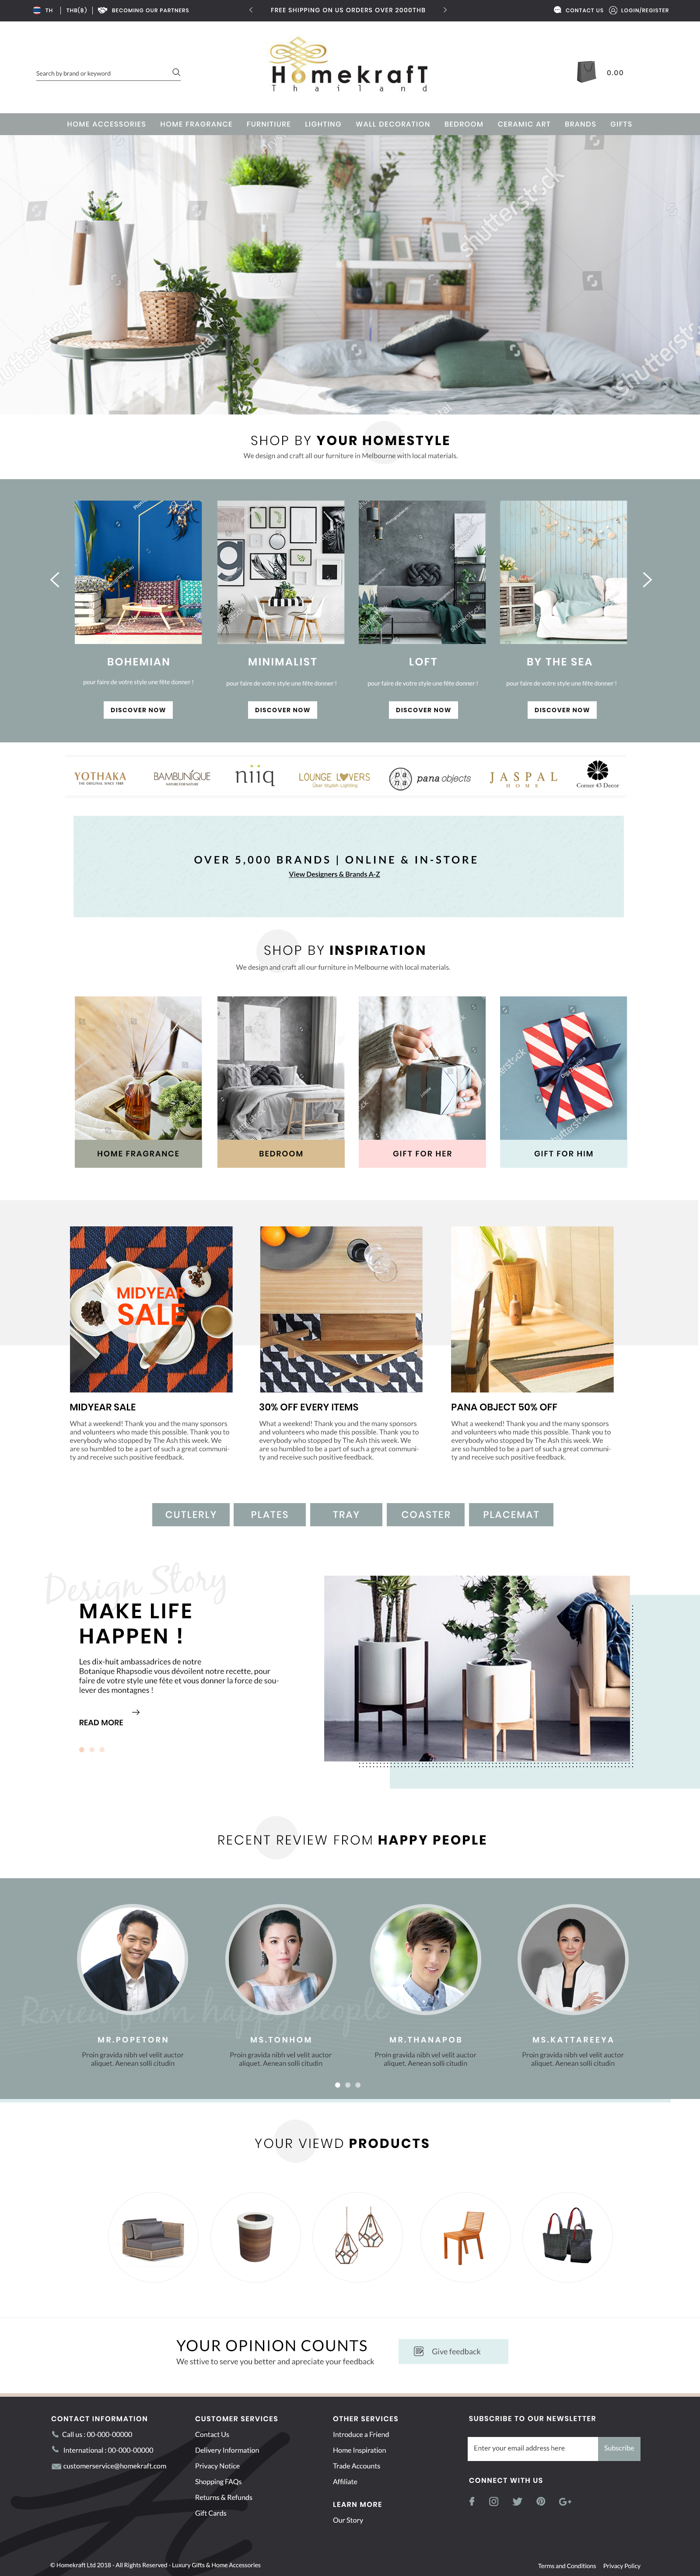 TH | THB(B) | BECOMING OUR PARTNERS
FREE SHIPPING ON US ORDERS OVER 2000THB
CONTACT US LOGIN/REGISTER
Search by brand or keyword
Homekraft
Thailand
0.00
HOME ACCESSORIES HOME FRAGRANCE FURNITIURE LIGHTING WALL DECORATION BEDROOM CERAMIC ART BRANDS GIFTS
shutterstock
SHOP BY YOUR HOMESTYLE
We design and craft all our furniture in Melbourne with local materials.
BOHEMIAN
pour faire de votre style une fête donner !
DISCOVER NOW
MINIMALIST
pour faire de votre style une fête donner !
DISCOVER NOW
LOFT
pour faire de votre style une fête donner !
DISCOVER NOW
BY THE SEA
pour faire de votre style une fête donner !
DISCOVER NOW
YOTHAKA
THE ORIGINAL SINCE 1989
BAMBUNIQUE
NATURE FOR NATURE
niiq
LOUNGE LOVERS
Über Stylish Lighting
pana
pana objects
JASPAL
HOME
Corner 43 Decor
OVER 5,000 BRANDS | ONLINE & IN-STORE
View Designers & Brands A-Z
SHOP BY INSPIRATION
We design and craft all our furniture in Melbourne with local materials.
HOME FRAGRANCE
BEDROOM
GIFT FOR HER
GIFT FOR HIM
MIDYEAR
SALE
MIDYEAR SALE
What a weekend! Thank you and the many sponsors
and volunteers who made this possible. Thank you to
everybody who stopped by The Ash this week. We
are so humbled to be a part of such a great communi-
ty and receive such positive feedback.
30% OFF EVERY ITEMS
What a weekend! Thank you and the many sponsors
and volunteers who made this possible. Thank you to
everybody who stopped by The Ash this week. We
are so humbled to be a part of such a great communi-
ty and receive such positive feedback.
PANA OBJECT 50% OFF
What a weekend! Thank you and the many sponsors
and volunteers who made this possible. Thank you to
everybody who stopped by The Ash this week. We
are so humbled to be a part of such a great communi-
ty and receive such positive feedback.
CUTLERLY PLATES TRAY COASTER PLACEMAT
Design Story
MAKE LIFE
HAPPEN !
Les dix-huit ambassadrices de notre
Botanique Rhapsodie vous dévoilent notre recette, pour
faire de votre style une fête et vous donner la force de sou-
lever des montagnes !
READ MORE
RECENT REVIEW FROM HAPPY PEOPLE
Review from happy people
MR.POPETORN
Proin gravida nibh vel velit auctor
aliquet. Aenean solli citudin
MS.TONHOM
Proin gravida nibh vel velit auctor
aliquet. Aenean solli citudin
MR.THANAPOB
Proin gravida nibh vel velit auctor
aliquet. Aenean solli citudin
MS.KATTAREEYA
Proin gravida nibh vel velit auctor
aliquet. Aenean solli citudin
YOUR VIEWD PRODUCTS
YOUR OPINION COUNTS
We sttive to serve you better and apreciate your feedback
Give feedback
CONTACT INFORMATION
Call us : 00-000-00000
International : 00-000-00000
customerservice@homekraft.com
CUSTOMER SERVICES
Contact Us
Delivery Information
Privacy Notice
Shopping FAQs
Returns & Refunds
Gift Cards
OTHER SERVICES
Introduce a Friend
Home Inspiration
Trade Accounts
Affiliate
LEARN MORE
Our Story
SUBSCRIBE TO OUR NEWSLETTER
Enter your email address here
Subscribe
CONNECT WITH US
© Homekraft Ltd 2018 - All Rights Reserved - Luxury Gifts & Home Accessories
Terms and Conditions Privacy Policy